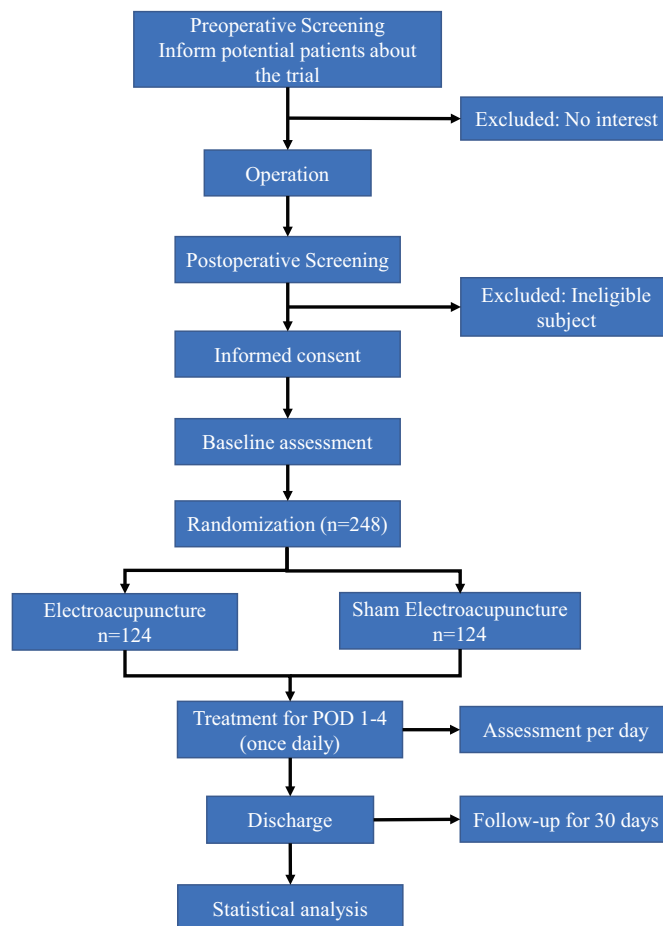 Preoperative Screening
Inform potential patients about
the trial
Excluded: No interest
Operation
Postoperative Screening
Excluded: Ineligible
subject
Informed consent
Baseline assessment
Randomization (n=248)
Electroacupuncture
n=124
Sham Electroacupuncture
n=124
Treatment for POD 1-4
(once daily)
Assessment per day
Discharge
Follow-up for 30 days
Statistical analysis